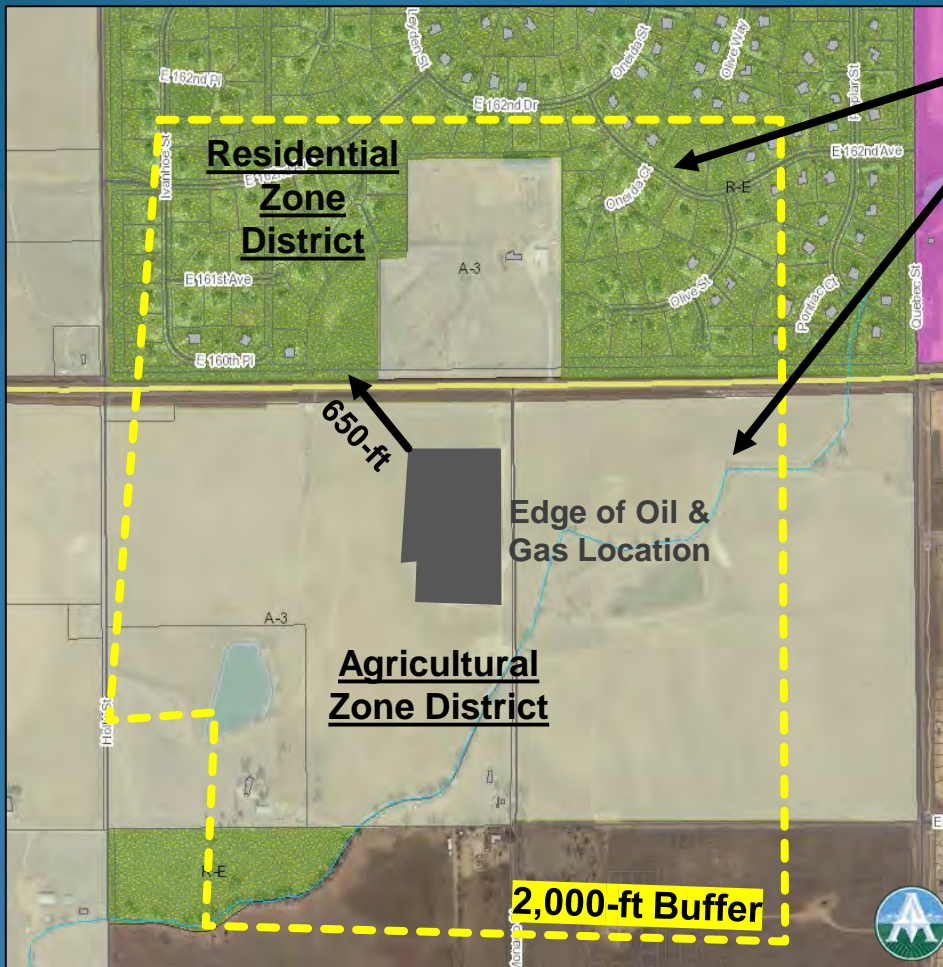 E 162nd Pl
Leyden St
Oneida St
Olive Way
E 162nd Dr
Ivanhoe St
Residential
Zone
District
E 162nd Ave
Oneida Ct
R-E
A-3
E 161st Ave
Olive St
Pontiac Ct
Quebec St
E 160th Pl
650-ft
Edge of Oil &
Gas Location
A-3
Agricultural
Zone District
Holly St
R-E
2,000-ft Buffer